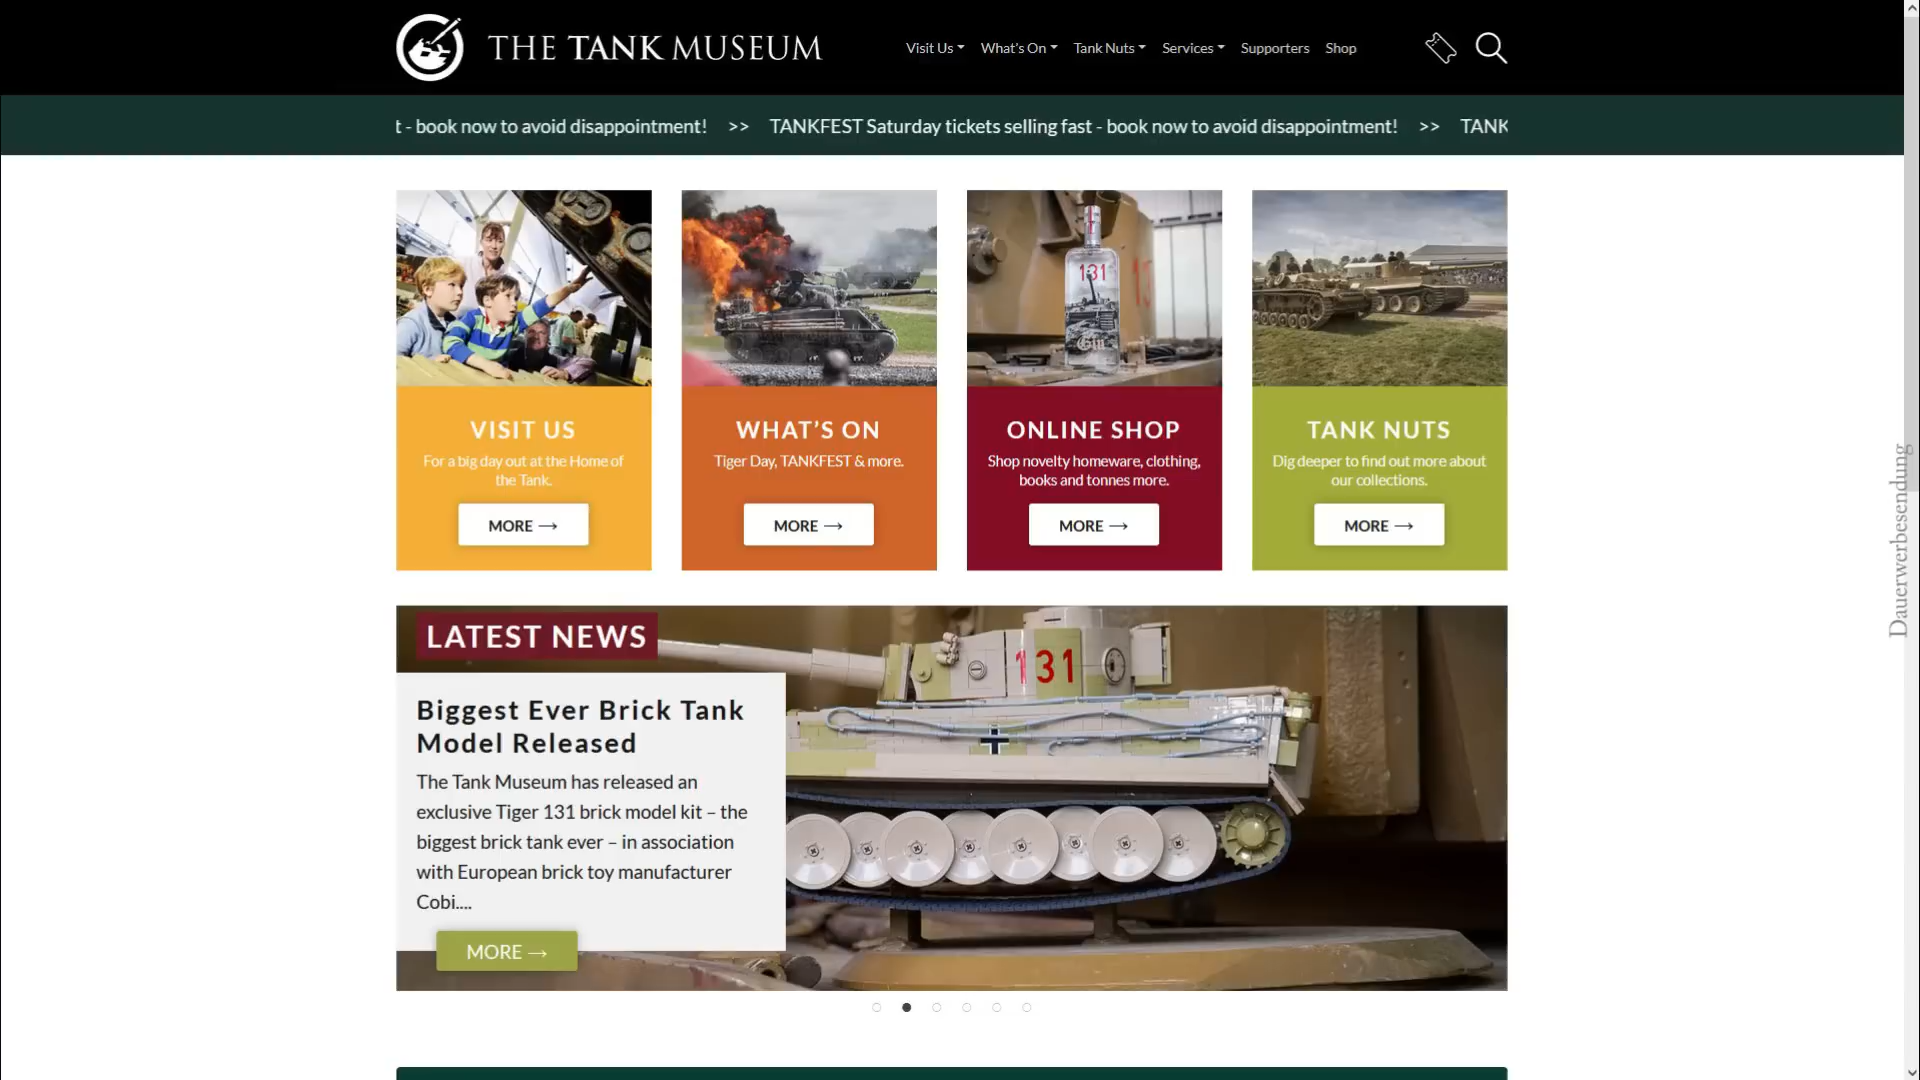 THE TANK MUSEUM
Visit Us What's On Tank Nuts Services Supporters Shop
t - book now to avoid disappointment! >> TANKFEST Saturday tickets selling fast - book now to avoid disappointment! >> TANK
131
Gin
VISIT US
For a big day out at the Home of
the Tank.
MORE →
WHAT'S ON
Tiger Day, TANKFEST & more.
MORE →
ONLINE SHOP
Shop novelty homeware, clothing,
books and tonnes more.
MORE →
TANK NUTS
Dig deeper to find out more about
our collections.
MORE →
LATEST NEWS
131
Biggest Ever Brick Tank
Model Released
The Tank Museum has released an
exclusive Tiger 131 brick model kit – the
biggest brick tank ever – in association
with European brick toy manufacturer
Cobi....
MORE →
Dauerwerbesendung